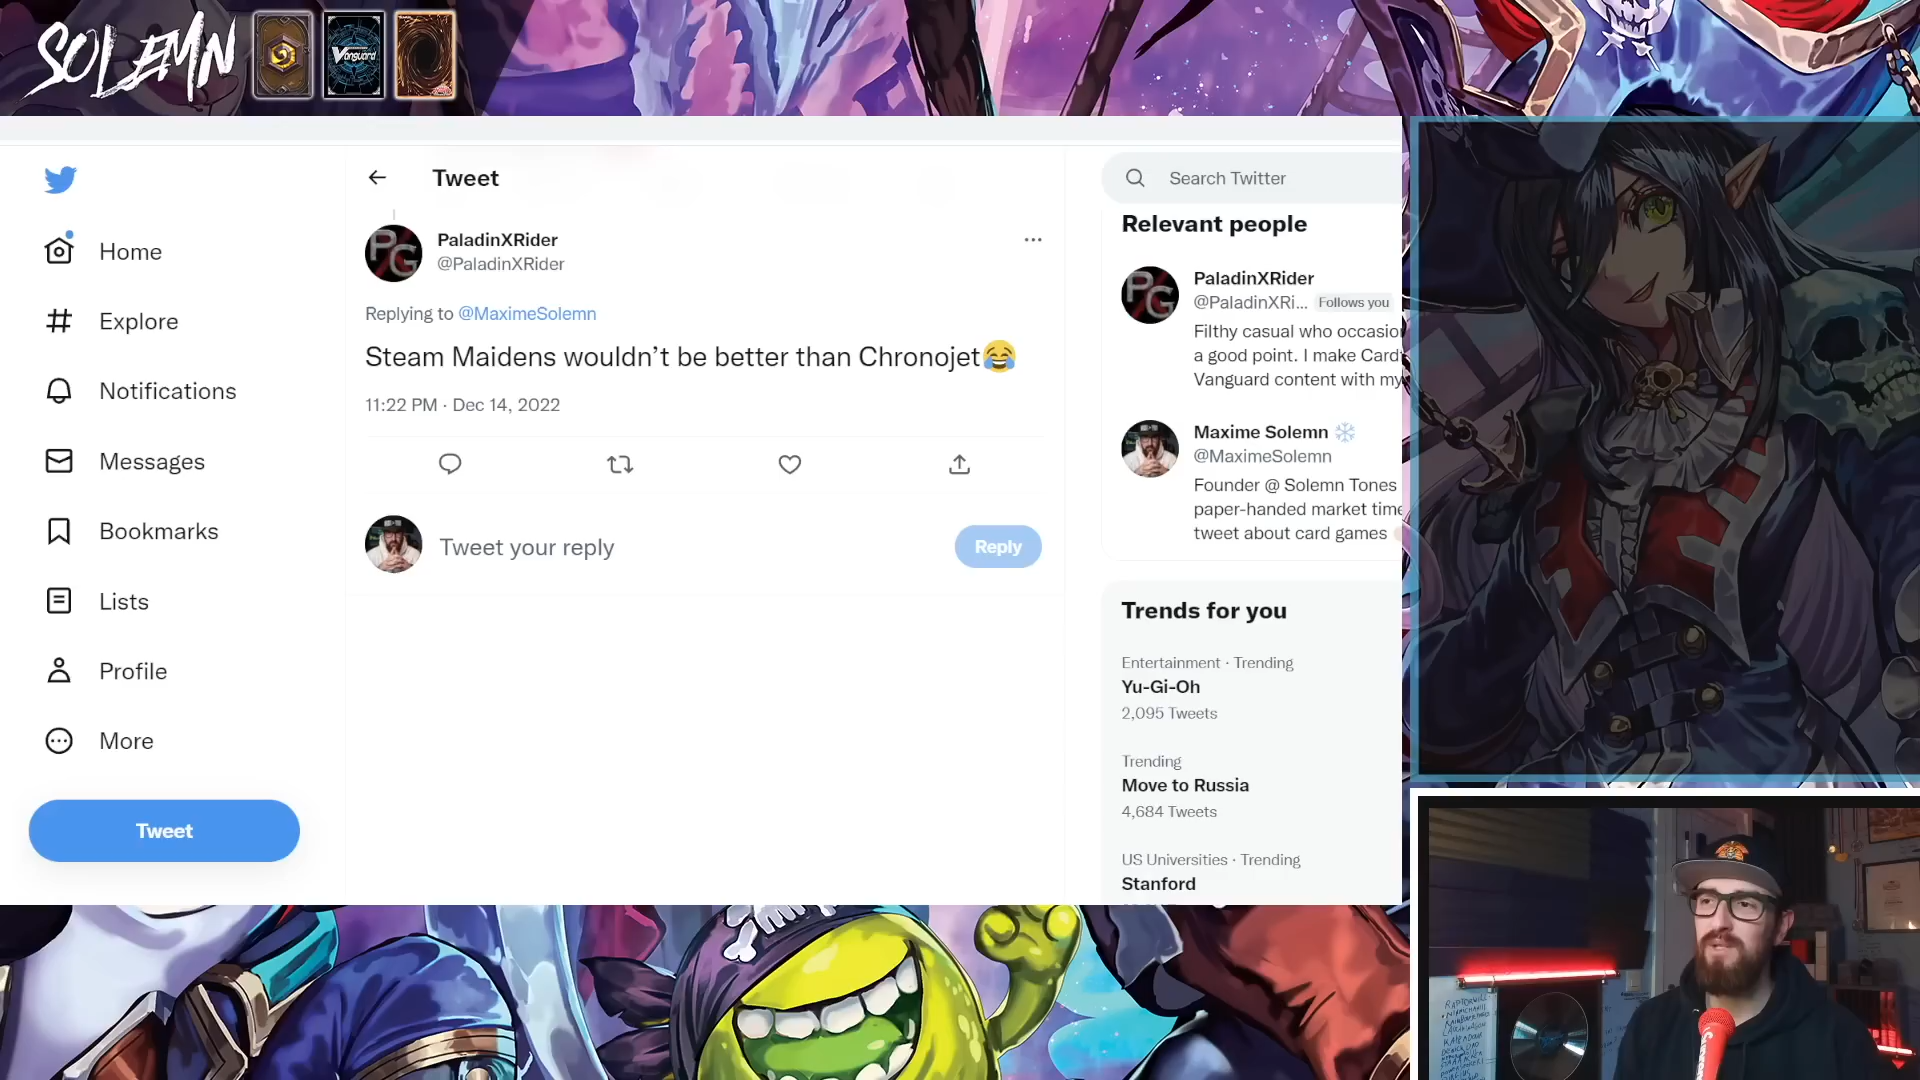 SOLEMN
Vanguard
Tweet
Search Twitter
PG
PaladinXRider
@PaladinXRider
Replying to @MaximeSolemn
Steam Maidens wouldn’t be better than Chronojet😂
11:22 PM · Dec 14, 2022
Tweet your reply
Reply
Home
Explore
Notifications
Messages
Bookmarks
Lists
Profile
More
Tweet
Relevant people
PG
PaladinXRider
@PaladinXRi... Follows you
Filthy casual who occasio
a good point. I make Card
Vanguard content with my
Maxime Solemn ❄️
@MaximeSolemn
Founder @ Solemn Tones
paper-handed market time
tweet about card games
Trends for you
Entertainment · Trending
Yu-Gi-Oh
2,095 Tweets
Trending
Move to Russia
4,684 Tweets
US Universities · Trending
Stanford